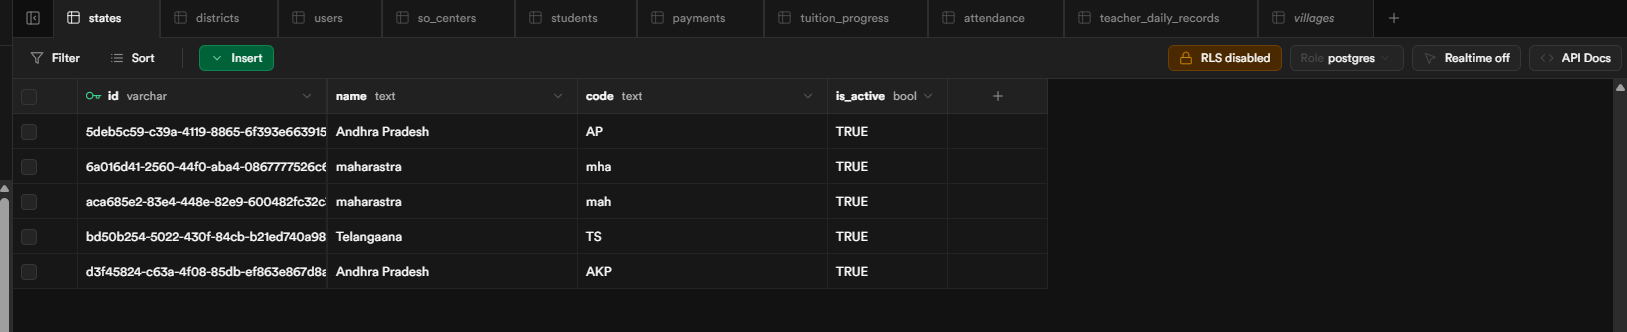 states districts users so_centers students payments tuition_progress attendance teacher_daily_records villages
Filter Sort Insert RLS disabled Role postgres Realtime off API Docs
id varchar name text code text is_active bool
5deb5c59-c39a-4119-8865-6f393e663915 Andhra Pradesh AP TRUE
6a016d41-2560-44f0-aba4-0867777526c6 maharastra mha TRUE
aca685e2-83e4-448e-82e9-600482fc32c maharastra mah TRUE
bd50b254-5022-430f-84cb-b21ed740a98 Telangaana TS TRUE
d3f45824-c63a-4f08-85db-ef863e867d8a Andhra Pradesh AKP TRUE